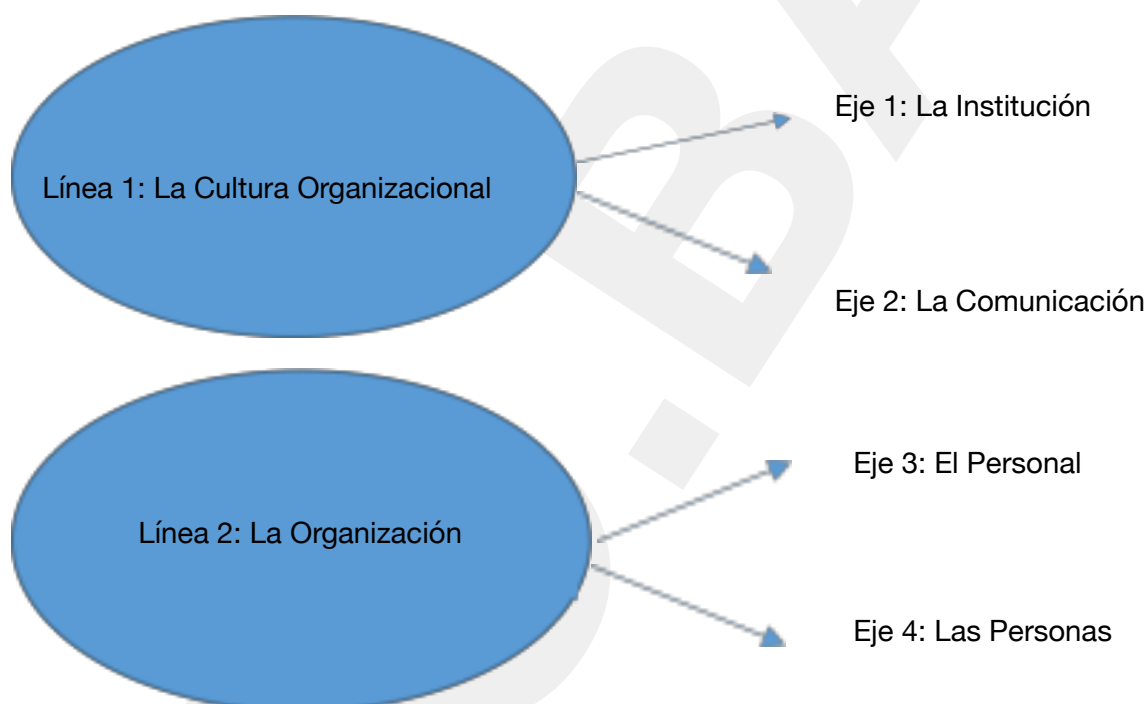 Línea 1: La Cultura Organizacional
Eje 1: La Institución
Eje 2: La Comunicación
Línea 2: La Organización
Eje 3: El Personal
Eje 4: Las Personas